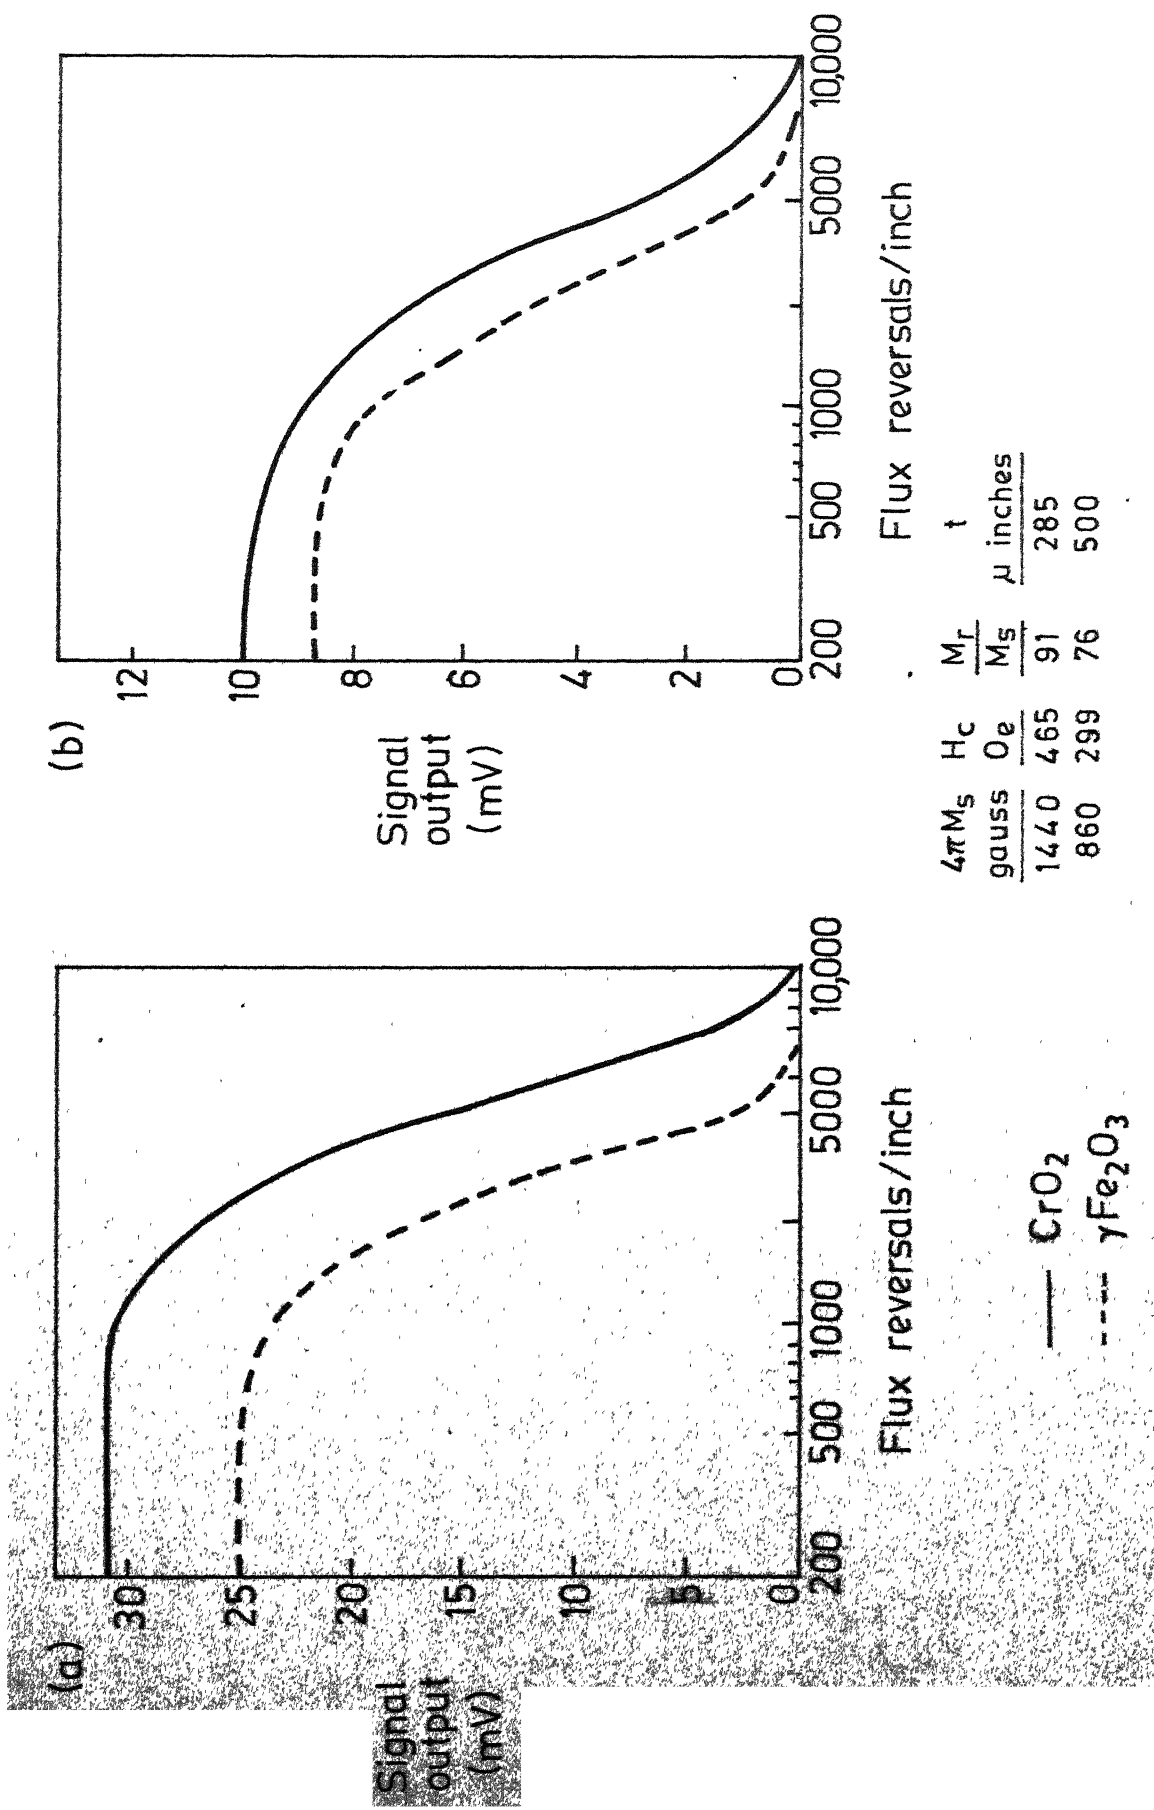 (a)
Signal
output
(mV)
30
25
20
15
10
5
0
200
500
1000
5000
10,000
Flux reversals/inch
(b)
Signal
output
(mV)
12
10
8
6
4
2
0
200
500
1000
5000
10,000
Flux reversals/inch
4πMs Hc Mr t
gauss Oe Ms μ inches
CrO2 1440 465 91 285
γFe2O3 860 299 76 500